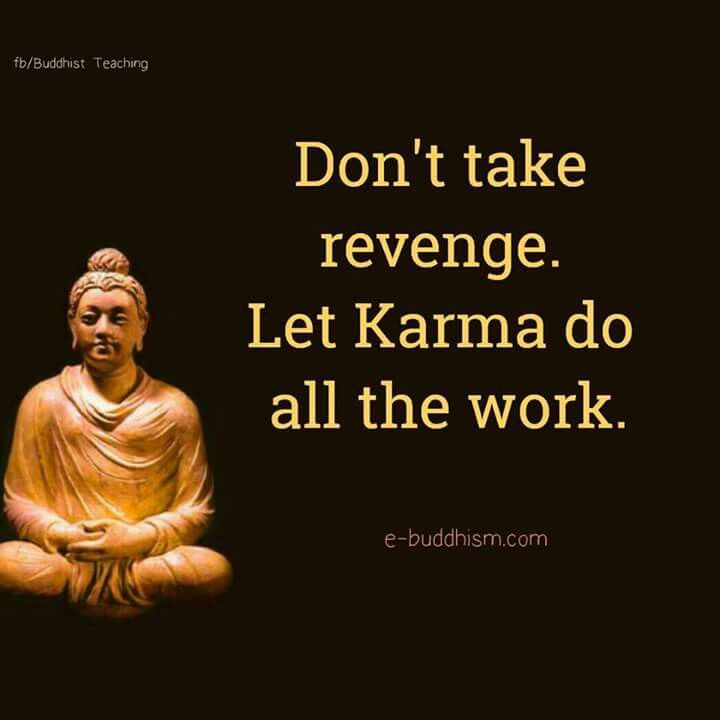 fb/Buddhist Teaching
Don't take
revenge.
Let Karma do
all the work.
e-buddhism.com